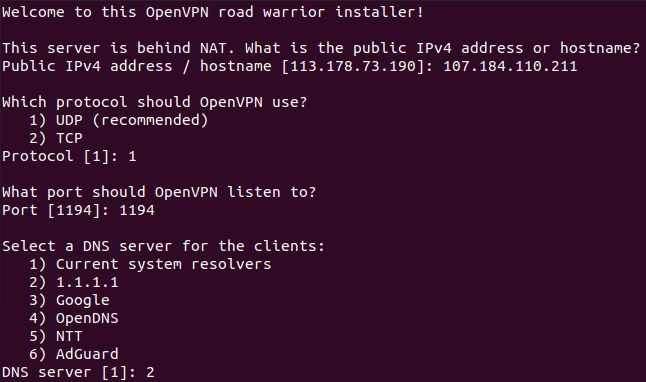 Welcome to this OpenVPN road warrior installer!
This server is behind NAT. What is the public IPv4 address or hostname?
Public IPv4 address / hostname [113.178.73.190]: 107.184.110.211
Which protocol should OpenVPN use?
1) UDP (recommended)
2) TCP
Protocol [1]: 1
What port should OpenVPN listen to?
Port [1194]: 1194
Select a DNS server for the clients:
1) Current system resolvers
2) 1.1.1.1
3) Google
4) OpenDNS
5) NTT
6) AdGuard
DNS server [1]: 2